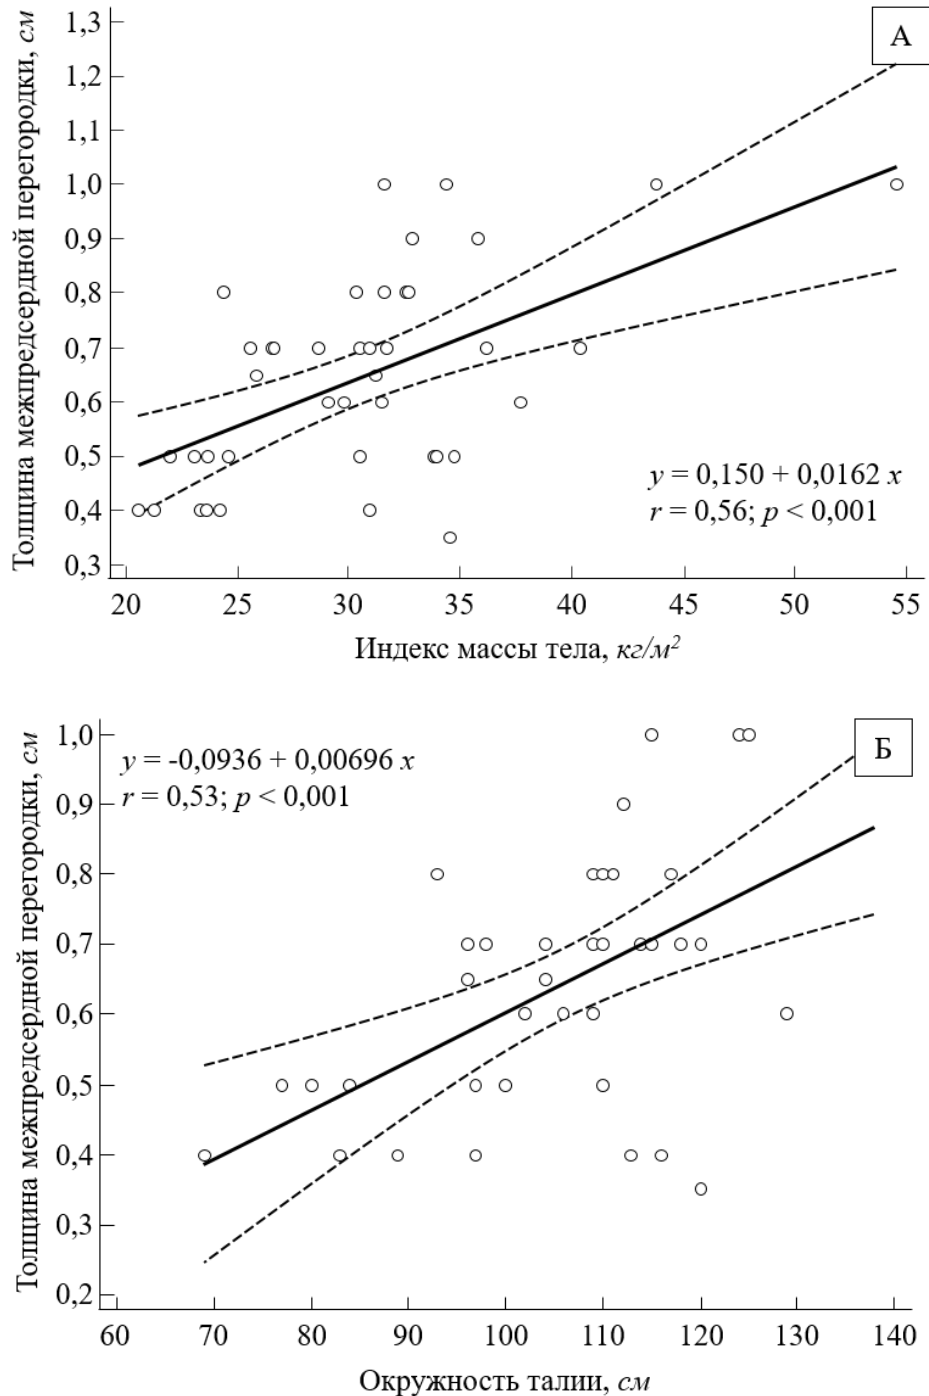 Толщина межпредсердной перегородки, см
А
1,3
1,2
1,1
1,0
0,9
0,8
0,7
0,6
0,5
0,4
0,3
y = 0,150 + 0,0162 x
r = 0,56; p < 0,001
20 25 30 35 40 45 50 55
Индекс массы тела, кг/м²
Толщина межпредсердной перегородки, см
Б
y = -0,0936 + 0,00696 x
r = 0,53; p < 0,001
1,0
0,9
0,8
0,7
0,6
0,5
0,4
0,3
0,2
60 70 80 90 100 110 120 130 140
Окружность талии, см